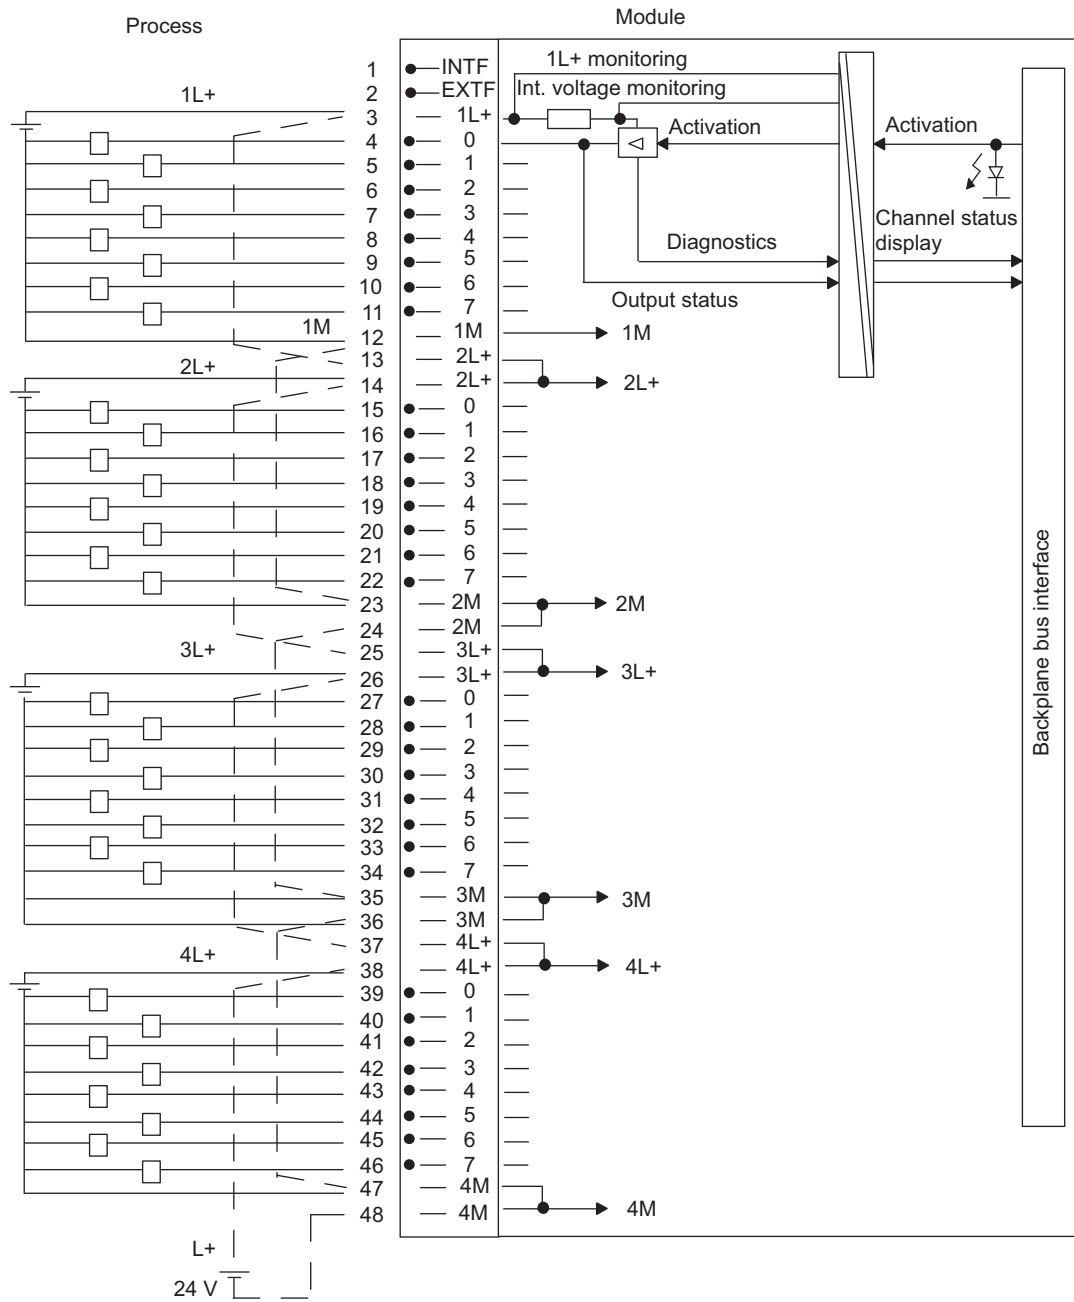 Process
Module
1 INTF
1L+ monitoring
2 EXTF
Int. voltage monitoring
1L+
3 1L+
4 0
Activation
Activation
5 1
6 2
7 3
Channel status
display
8 4
Diagnostics
9 5
10 6
Output status
11 7
1M
12 1M 1M
13 2L+
2L+
14 2L+ 2L+
15 0
16 1
17 2
18 3
19 4
20 5
21 6
22 7
23 2M 2M
24 2M
3L+
25 3L+
26 3L+ 3L+
27 0
28 1
29 2
30 3
31 4
32 5
33 6
34 7
35 3M 3M
36 3M
37 4L+
4L+
38 4L+ 4L+
39 0
40 1
41 2
42 3
43 4
44 5
45 6
46 7
47 4M
48 4M 4M
L+
24 V
Backplane bus interface